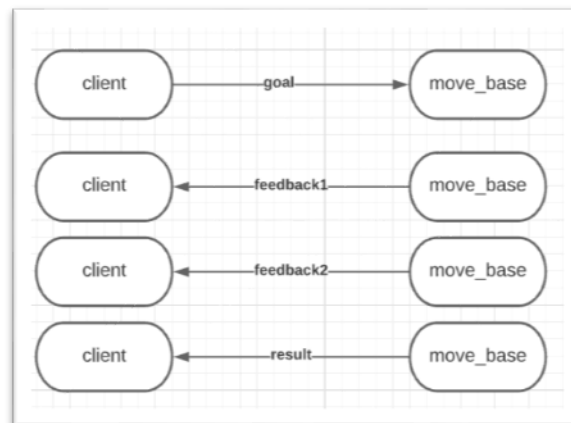 client goal move_base
client feedback1 move_base
client feedback2 move_base
client result move_base